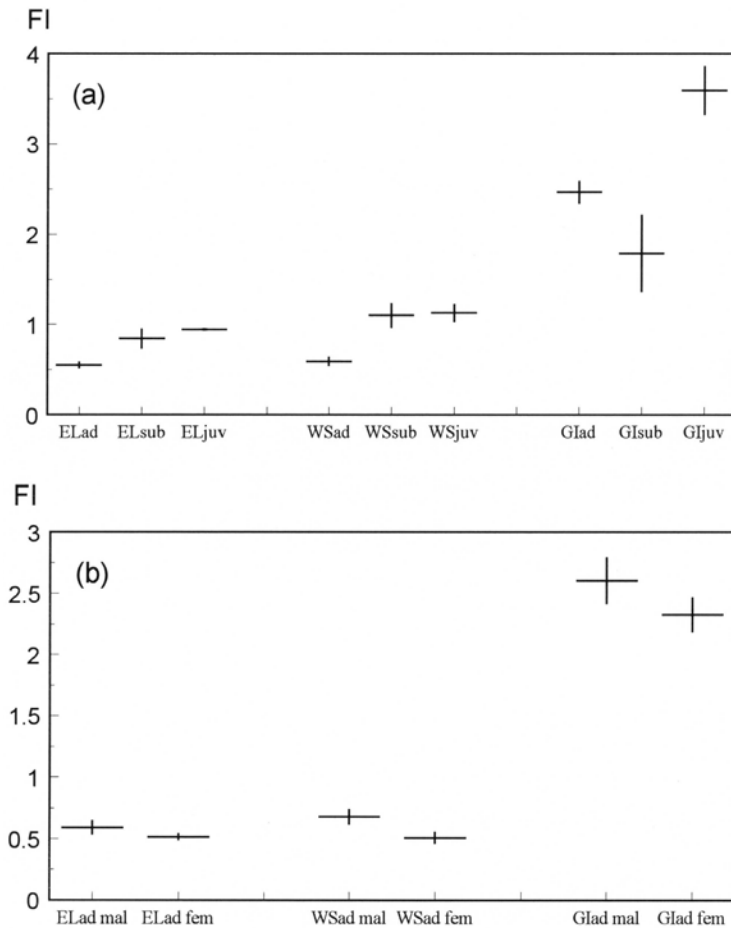 FI
4
(a)
3
2
1
0
ELad ELsub ELjuv WSad WSsub WSjuv GIad GIsub GIjuv
FI
3
(b)
2.5
2
1.5
1
0.5
0
ELad mal ELad fem WSad mal WSad fem GIad mal GIad fem